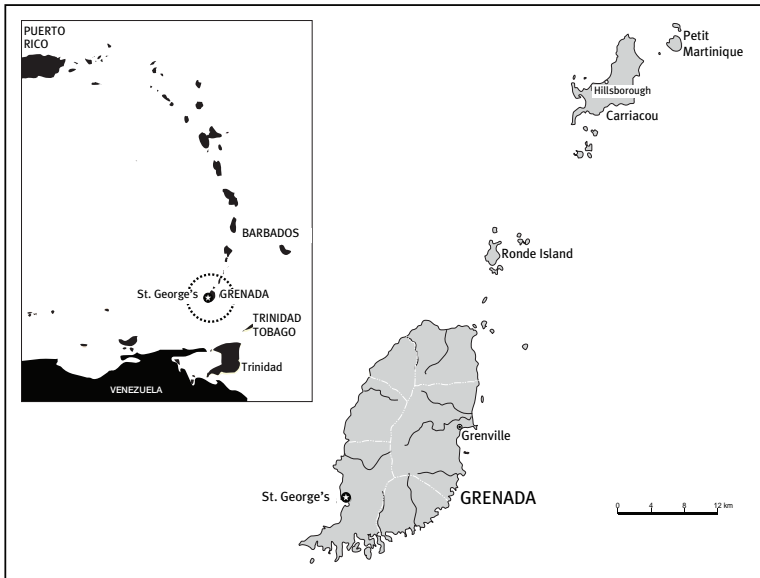 PUERTO
RICO
BARBADOS
St. George's
GRENADA
TRINIDAD
TOBAGO
Trinidad
VENEZUELA
Petit
Martinique
Hillsborough
Carriacou
Ronde Island
Grenville
St. George's
GRENADA
0 4 8 12 km